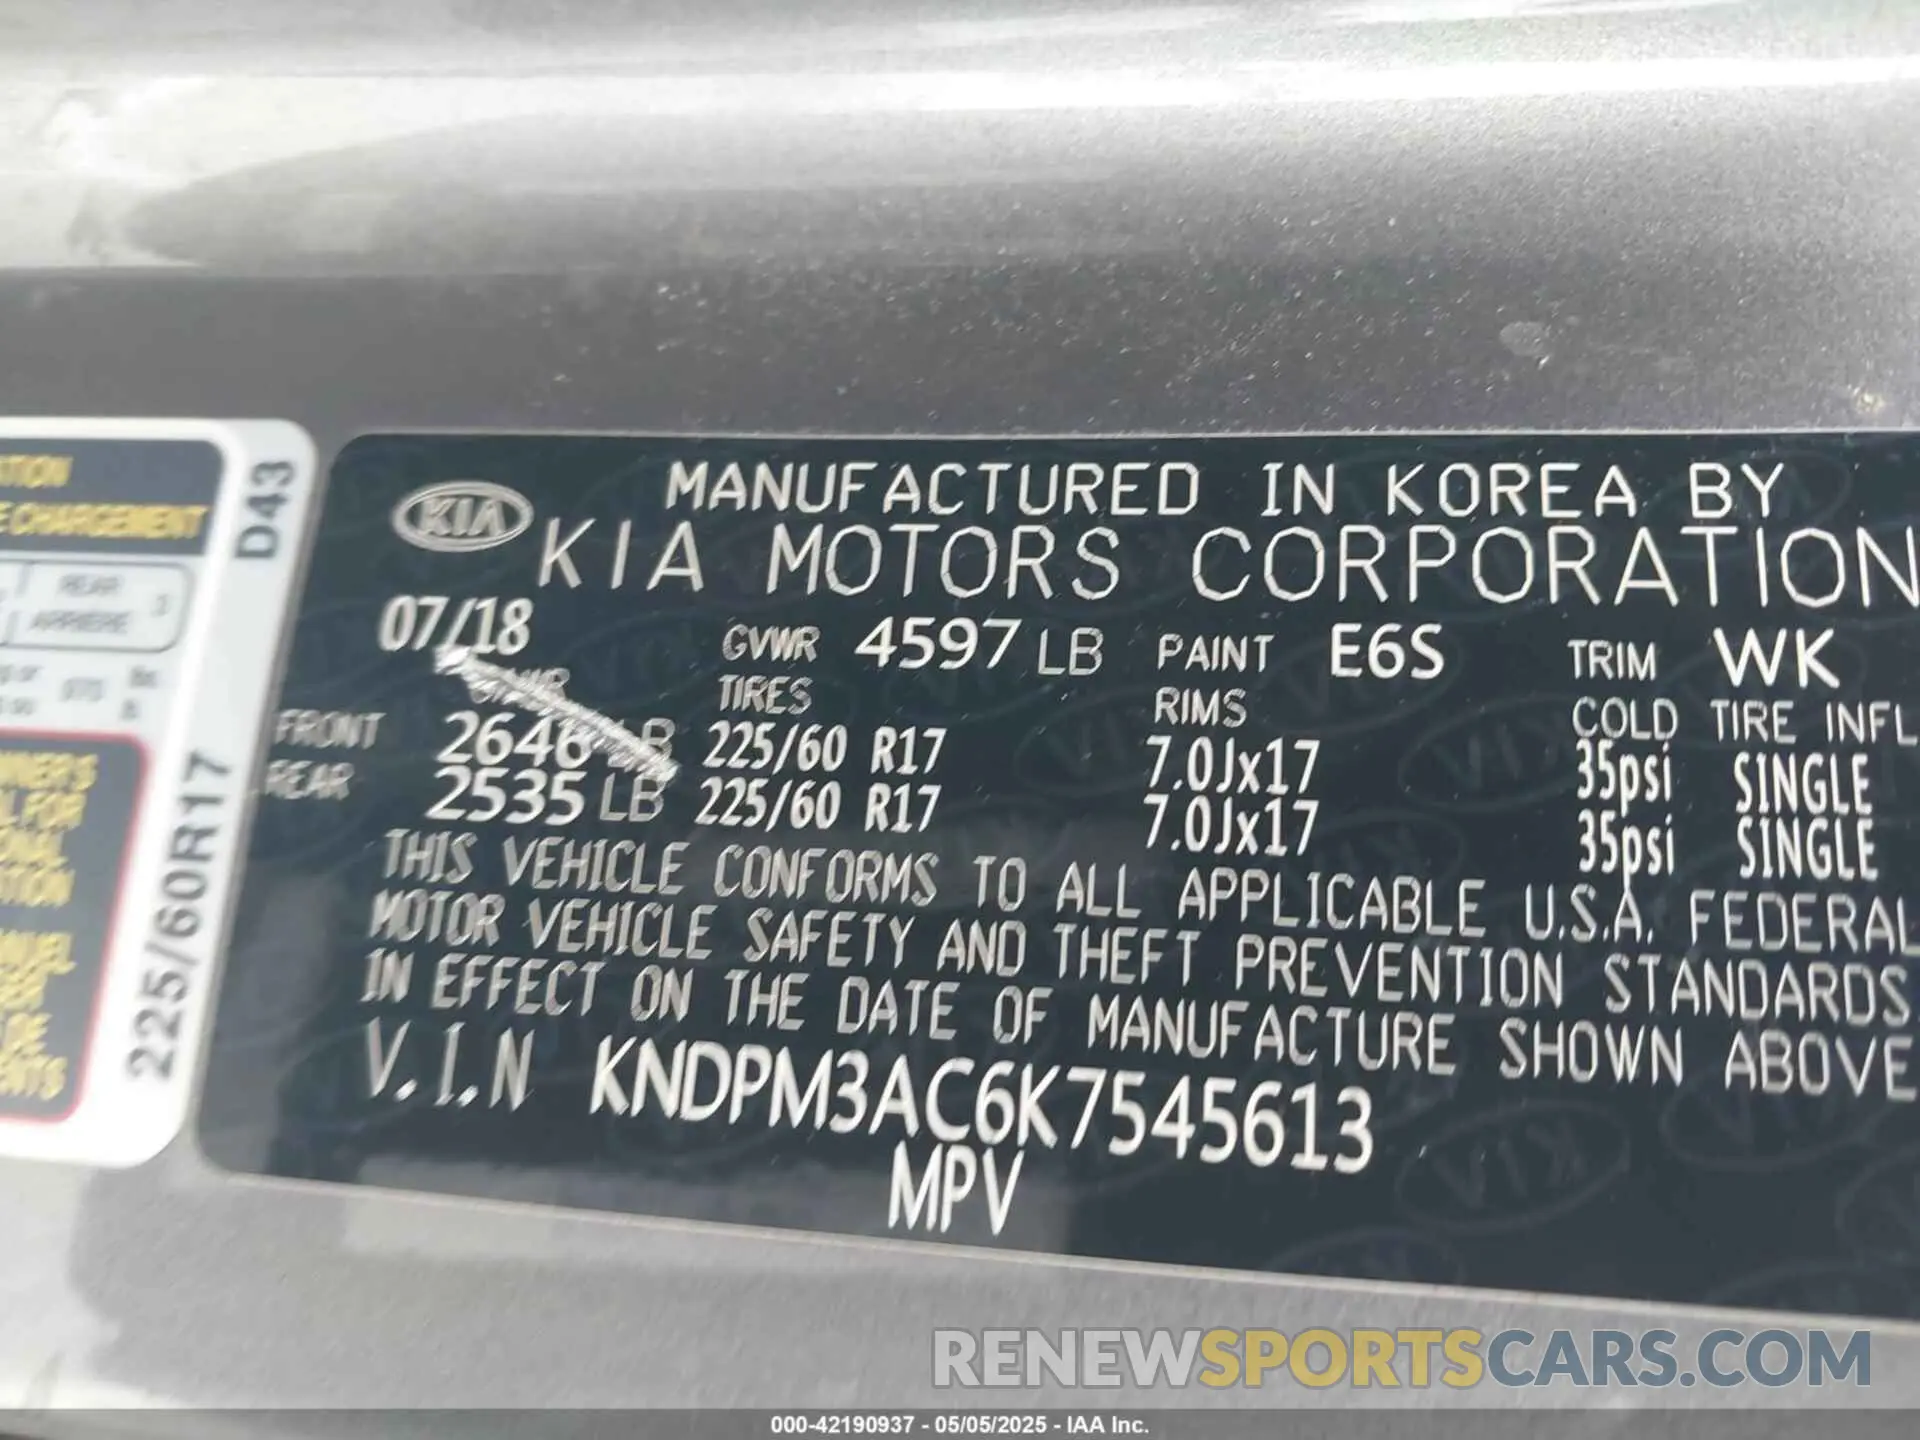 MANUFACTURED IN KOREA BY
KIA KIA MOTORS CORPORATION
07/18 GVWR 4597 LB PAINT E6S TRIM WK
TIRES RIMS COLD TIRE INFL
FRONT LB 225/60 R17 7.0Jx17 35psi SINGLE
REAR 2535 LB 225/60 R17 7.0Jx17 35psi SINGLE
THIS VEHICLE CONFORMS TO ALL APPLICABLE U.S.A. FEDERAL
MOTOR VEHICLE SAFETY AND THEFT PREVENTION STANDARDS
IN EFFECT ON THE DATE OF MANUFACTURE SHOWN ABOVE
V.I.N KNDPM3AC6K7545613
MPV
D43
225/60R17
E CHARGEMENT
REAR
ARRIERE
RENEWSPORTSCARS.COM
000-42190937 - 05/05/2025 - IAA Inc.